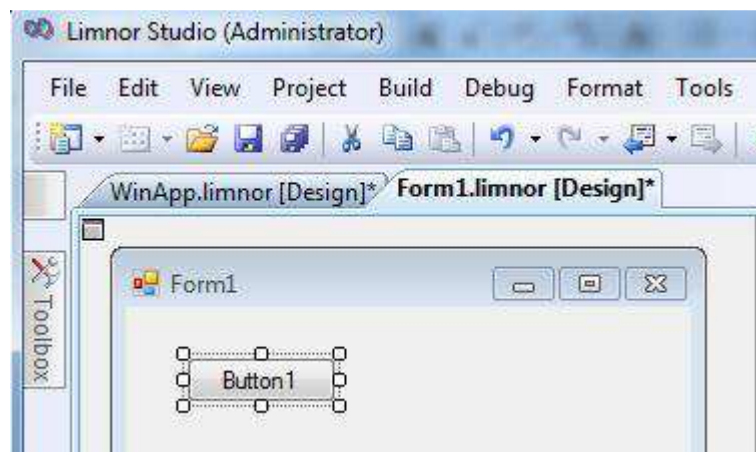 Limnor Studio (Administrator)
File Edit View Project Build Debug Format Tools
WinApp.limnor [Design]* Form1.limnor [Design]*
Toolbox
Form1
Button1